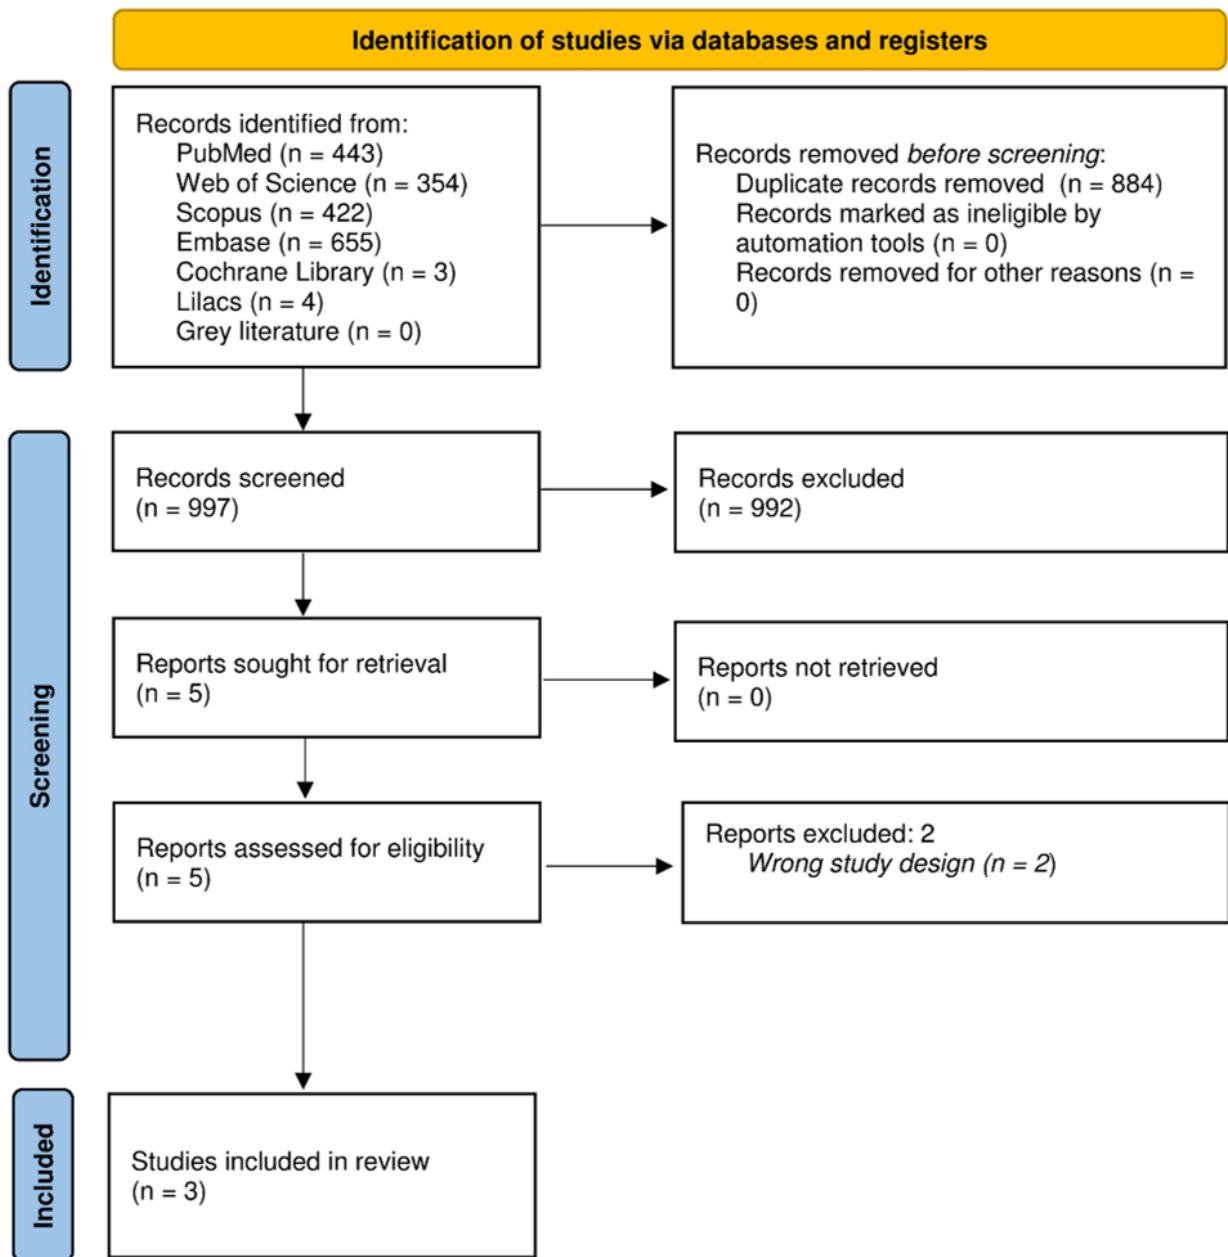 Identification of studies via databases and registers
Identification
Records identified from:
PubMed (n = 443)
Web of Science (n = 354)
Scopus (n = 422)
Embase (n = 655)
Cochrane Library (n = 3)
Lilacs (n = 4)
Grey literature (n = 0)
Records removed before screening:
Duplicate records removed (n = 884)
Records marked as ineligible by
automation tools (n = 0)
Records removed for other reasons (n =
0)
Screening
Records screened
(n = 997)
Records excluded
(n = 992)
Reports sought for retrieval
(n = 5)
Reports not retrieved
(n = 0)
Reports assessed for eligibility
(n = 5)
Reports excluded: 2
Wrong study design (n = 2)
Included
Studies included in review
(n = 3)